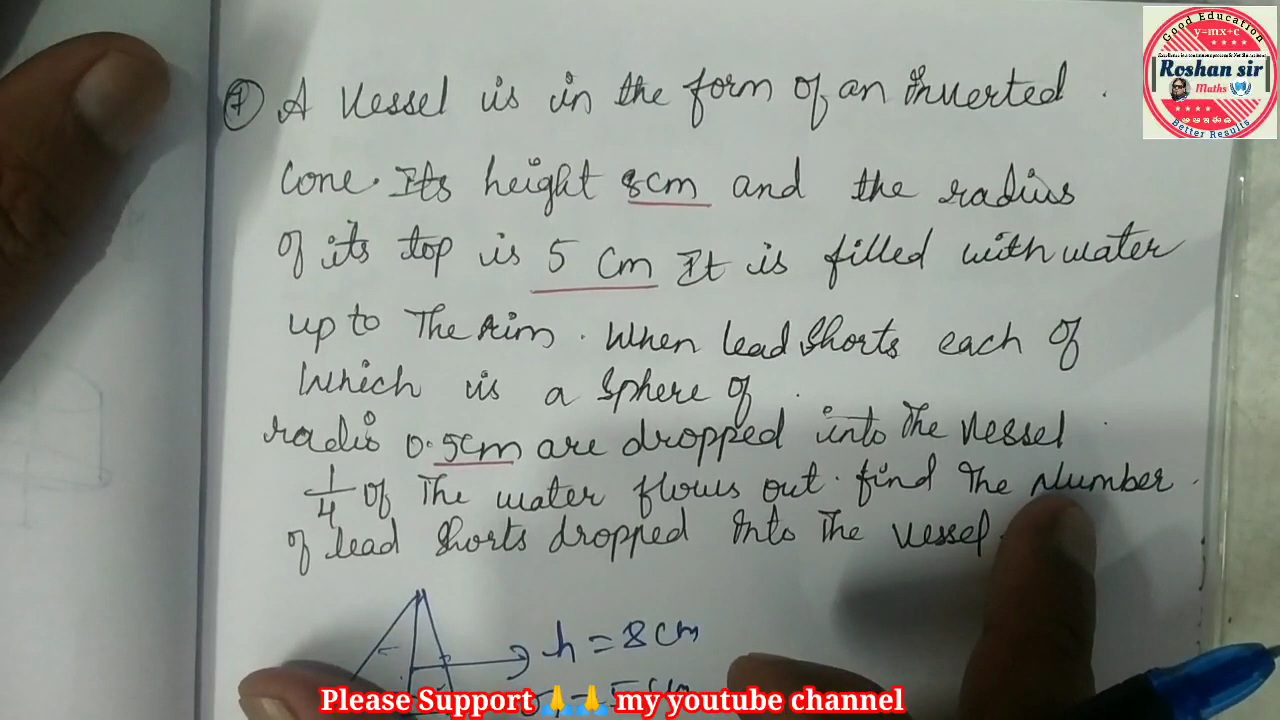 Good Education
y=mx+c
Roshan sir
Maths
Better Results
7 A Vessel is in the form of an Inverted
Cone. Its height 8cm and the radius
of its top is 5 cm It is filled with water
up to The rim. When lead Shorts each of
Which is a Sphere of
radio 0.5cm are dropped into The vessel
1/4 of The water flows out. find The Number
of lead Shorts dropped Into The vessel.
h = 8cm
= 5cm
Please Support 🙏🙏 my youtube channel